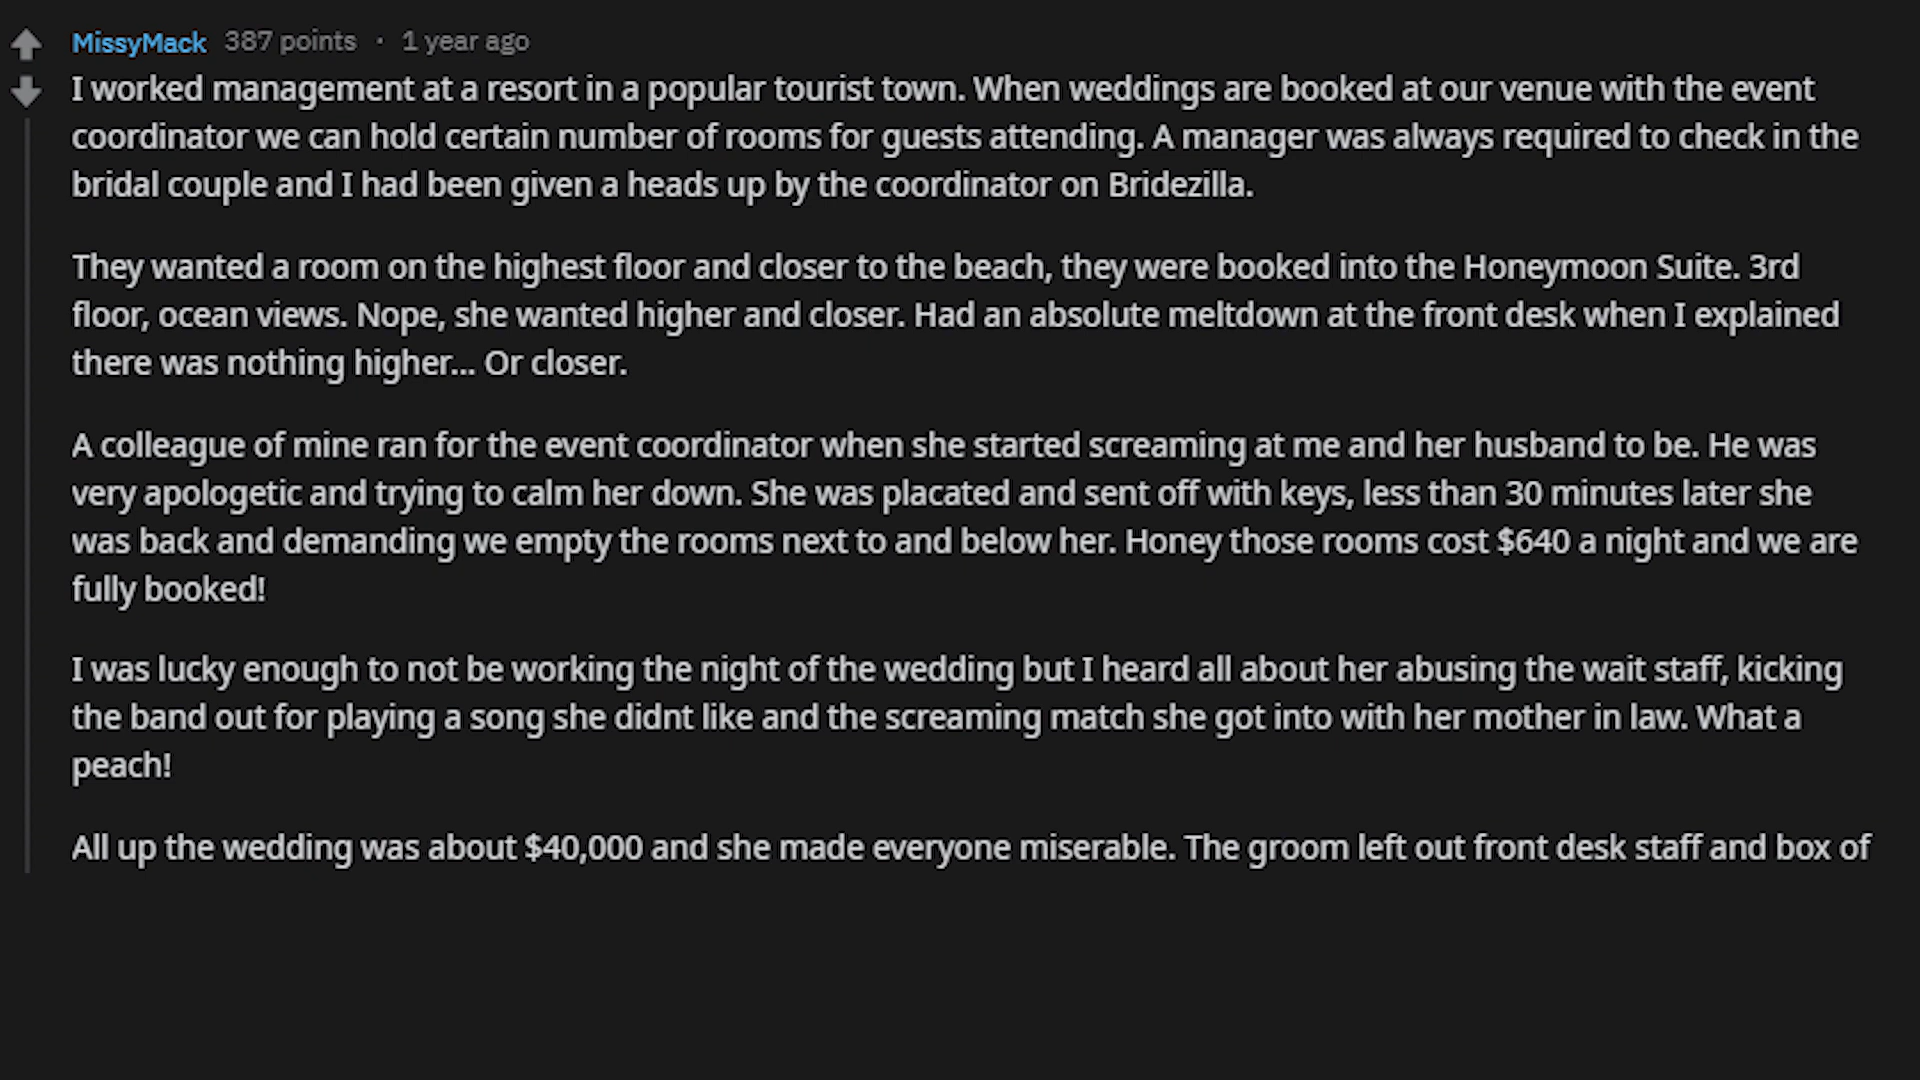 MissyMack 387 points · 1 year ago
I worked management at a resort in a popular tourist town. When weddings are booked at our venue with the event
coordinator we can hold certain number of rooms for guests attending. A manager was always required to check in the
bridal couple and I had been given a heads up by the coordinator on Bridezilla.
They wanted a room on the highest floor and closer to the beach, they were booked into the Honeymoon Suite. 3rd
floor, ocean views. Nope, she wanted higher and closer. Had an absolute meltdown at the front desk when I explained
there was nothing higher... Or closer.
A colleague of mine ran for the event coordinator when she started screaming at me and her husband to be. He was
very apologetic and trying to calm her down. She was placated and sent off with keys, less than 30 minutes later she
was back and demanding we empty the rooms next to and below her. Honey those rooms cost $640 a night and we are
fully booked!
I was lucky enough to not be working the night of the wedding but I heard all about her abusing the wait staff, kicking
the band out for playing a song she didnt like and the screaming match she got into with her mother in law. What a
peach!
All up the wedding was about $40,000 and she made everyone miserable. The groom left out front desk staff and box of